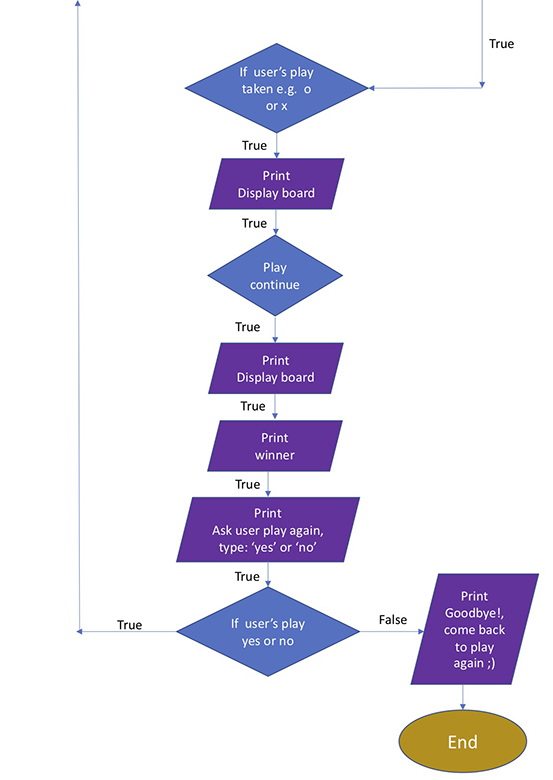 True
If user's play
taken e.g. o
or x
True
Print
Display board
True
Play
continue
True
Print
Display board
True
Print
winner
True
Print
Ask user play again,
type: 'yes' or 'no'
True
If user's play
yes or no
True
False
Print
Goodbye!,
come back
to play
again ;)
End